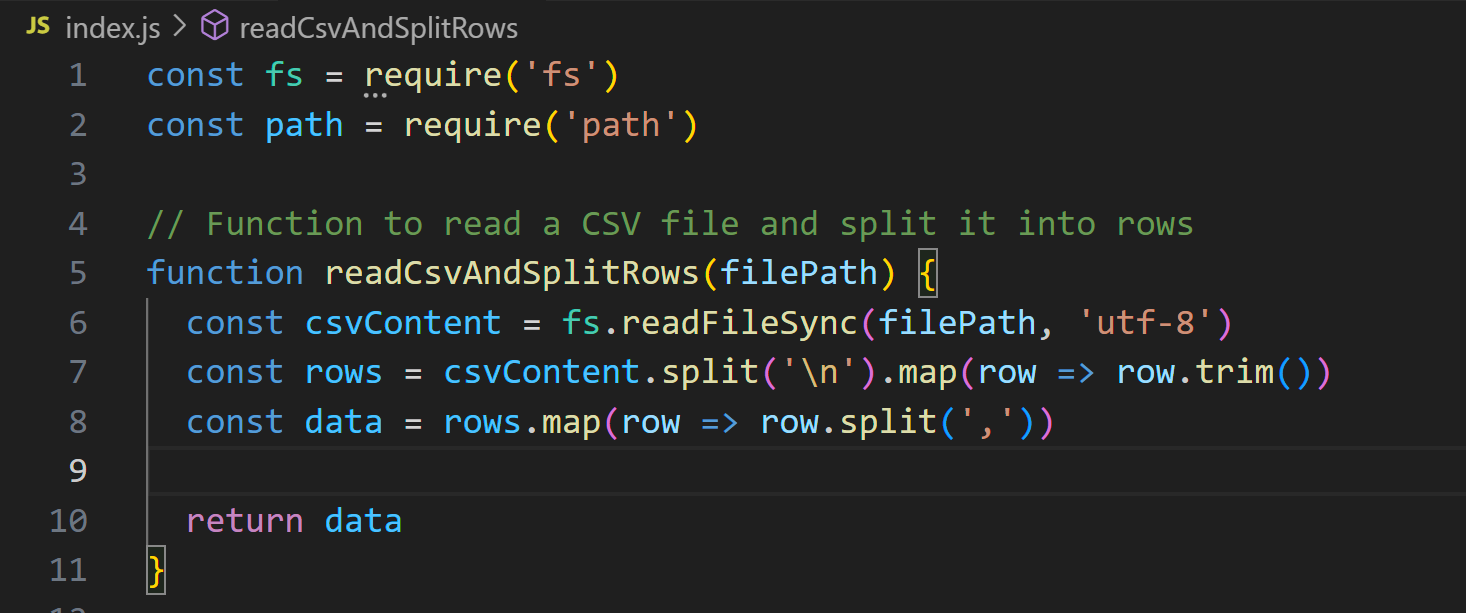 JS index.js > readCsvAndSplitRows
1 const fs = require('fs')
2 const path = require('path')
3
4 // Function to read a CSV file and split it into rows
5 function readCsvAndSplitRows(filePath) {
6   const csvContent = fs.readFileSync(filePath, 'utf-8')
7   const rows = csvContent.split('\n').map(row => row.trim())
8   const data = rows.map(row => row.split(','))
9
10   return data
11 }